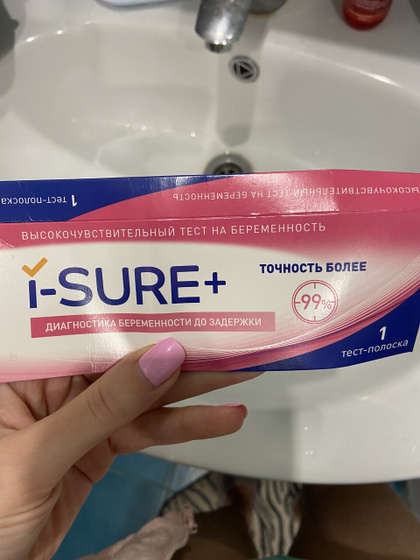 1 тест-полоска
ВЫСОКОЧУВСТВИТЕЛЬНЫЙ ТЕСТ НА БЕРЕМЕННОСТЬ
ВЫСОКОЧУВСТВИТЕЛЬНЫЙ ТЕСТ НА БЕРЕМЕННОСТЬ
i-SURE+
ТОЧНОСТЬ БОЛЕЕ
99%
ДИАГНОСТИКА БЕРЕМЕННОСТИ ДО ЗАДЕРЖКИ
1
тест-полоска